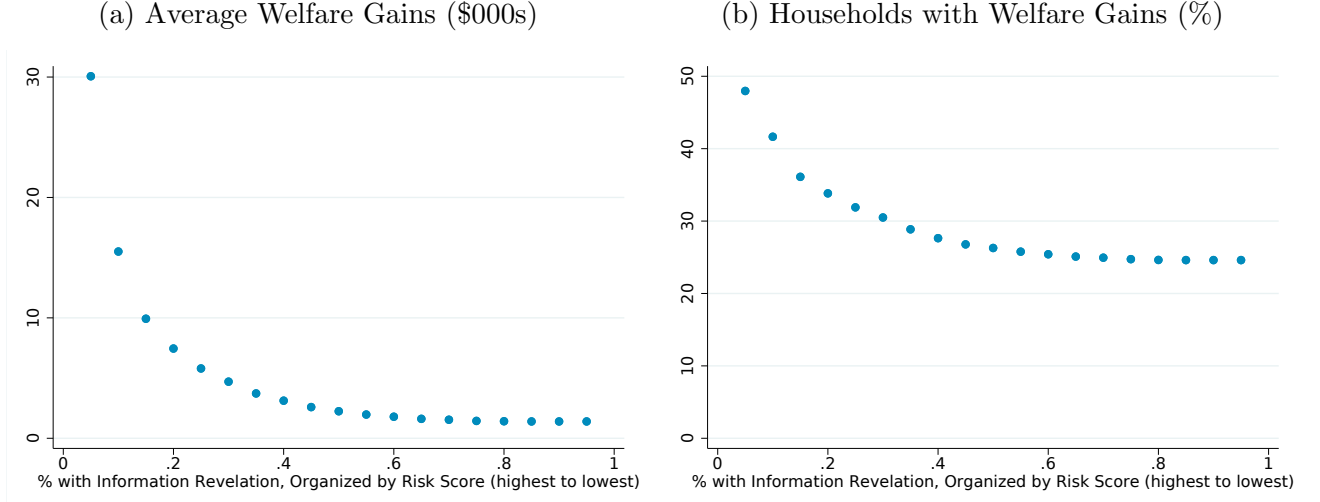 (a) Average Welfare Gains ($000s)
30
20
10
0
0 .2 .4 .6 .8 1
% with Information Revelation, Organized by Risk Score (highest to lowest)
(b) Households with Welfare Gains (%)
50
40
30
20
10
0
0 .2 .4 .6 .8 1
% with Information Revelation, Organized by Risk Score (highest to lowest)